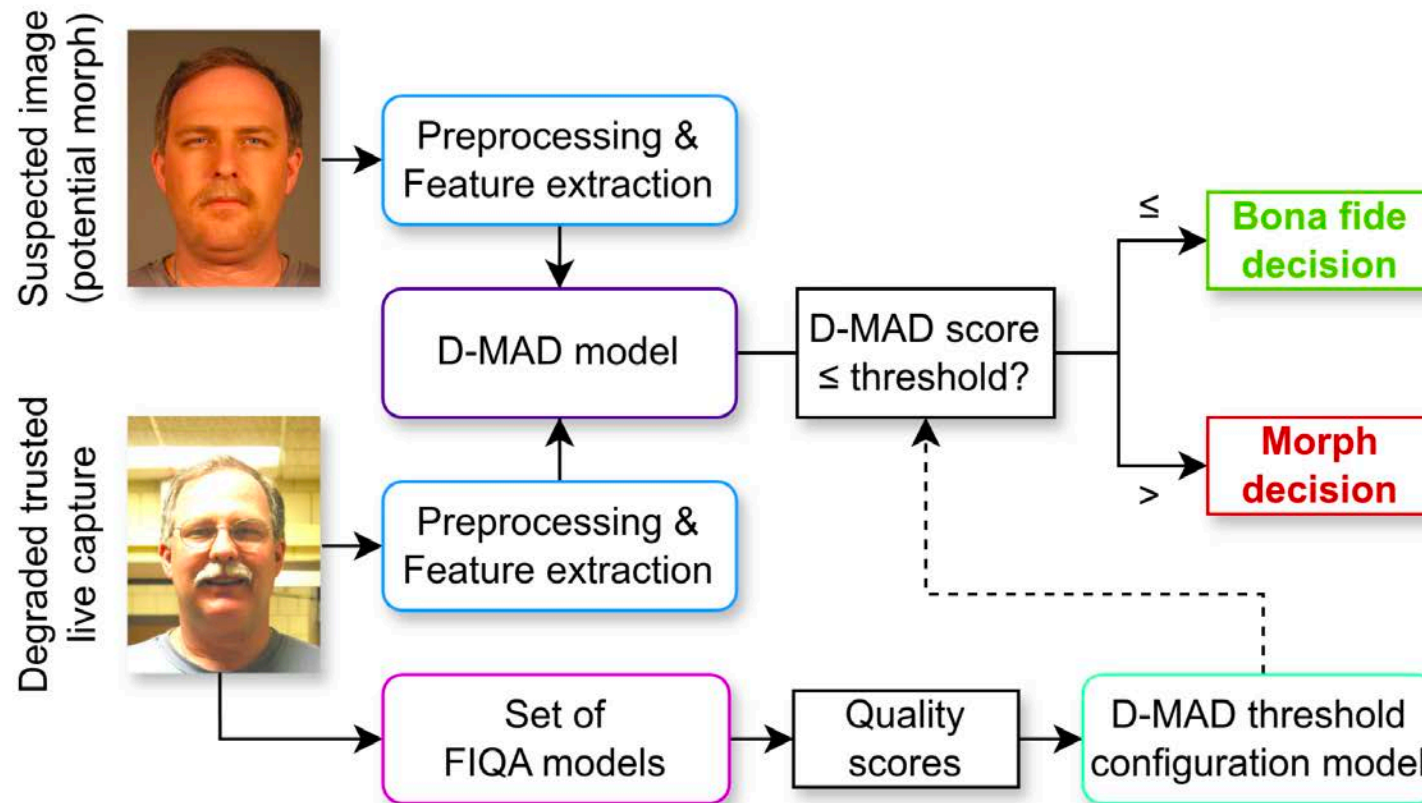 Suspected image
(potential morph)
Preprocessing &
Feature extraction
D-MAD model
D-MAD score
≤ threshold?
≤
Bona fide
decision
>
Morph
decision
Degraded trusted
live capture
Preprocessing &
Feature extraction
Set of
FIQA models
Quality
scores
D-MAD threshold
configuration model